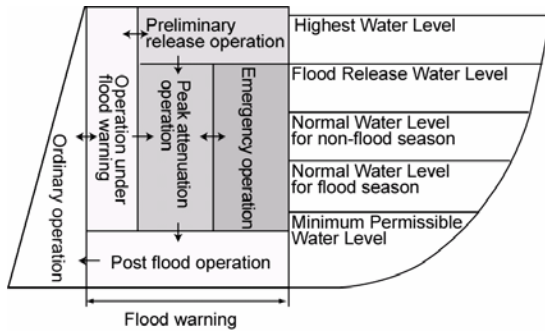 Preliminary
release operation
Operation under
flood warning
Peak attenuation
operation
Emergency operation
Ordinary operation
Post flood operation
Flood warning
Highest Water Level
Flood Release Water Level
Normal Water Level
for non-flood season
Normal Water Level
for flood season
Minimum Permissible
Water Level